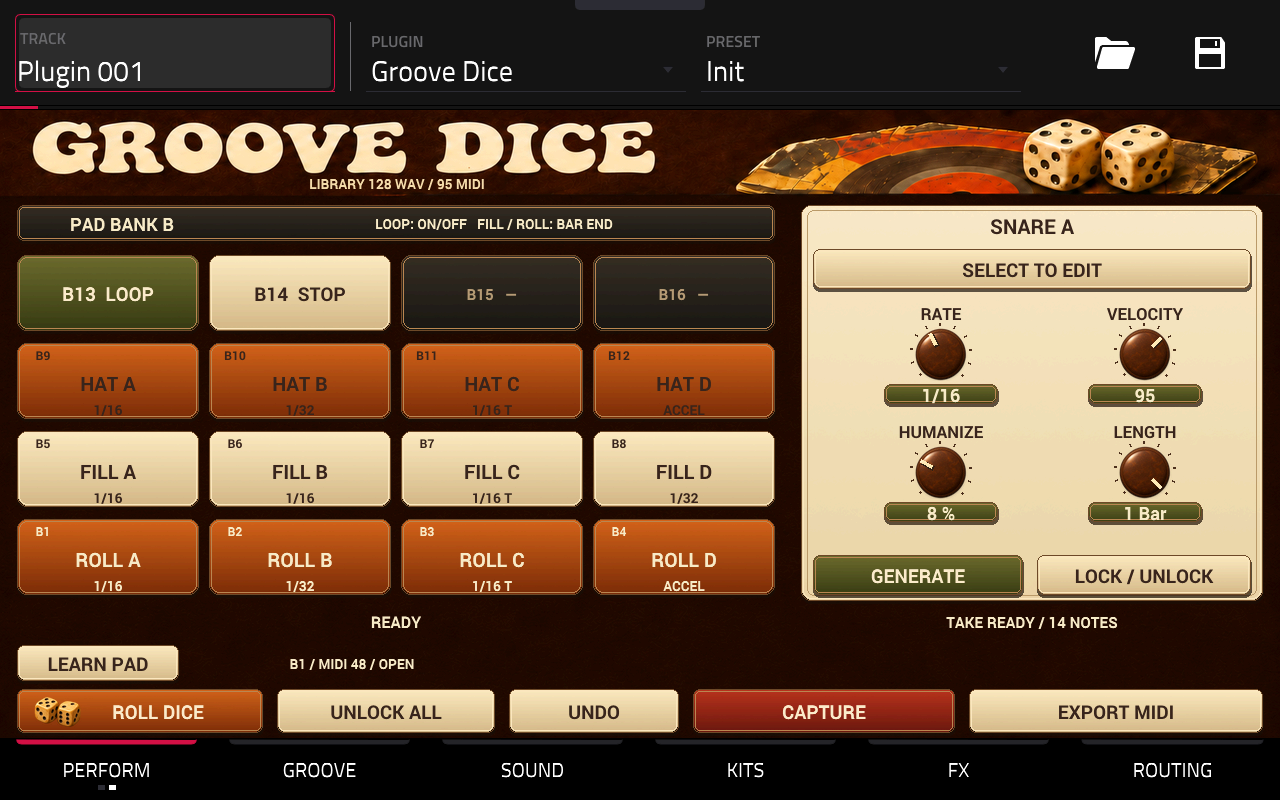 TRACK
Plugin 001
PLUGIN
Groove Dice
PRESET
Init
GROOVE DICE
LIBRARY 128 WAV / 95 MIDI
PAD BANK B
LOOP: ON/OFF FILL / ROLL: BAR END
B13 LOOP
B14 STOP
B15 –
B16 –
B9
HAT A
1/16
B10
HAT B
1/32
B11
HAT C
1/16 T
B12
HAT D
ACCEL
B5
FILL A
1/16
B6
FILL B
1/16
B7
FILL C
1/16 T
B8
FILL D
1/32
B1
ROLL A
1/16
B2
ROLL B
1/32
B3
ROLL C
1/16 T
B4
ROLL D
ACCEL
READY
SNARE A
SELECT TO EDIT
RATE
1/16
VELOCITY
95
HUMANIZE
8 %
LENGTH
1 Bar
GENERATE
LOCK / UNLOCK
TAKE READY / 14 NOTES
LEARN PAD
B1 / MIDI 48 / OPEN
ROLL DICE
UNLOCK ALL
UNDO
CAPTURE
EXPORT MIDI
PERFORM
GROOVE
SOUND
KITS
FX
ROUTING